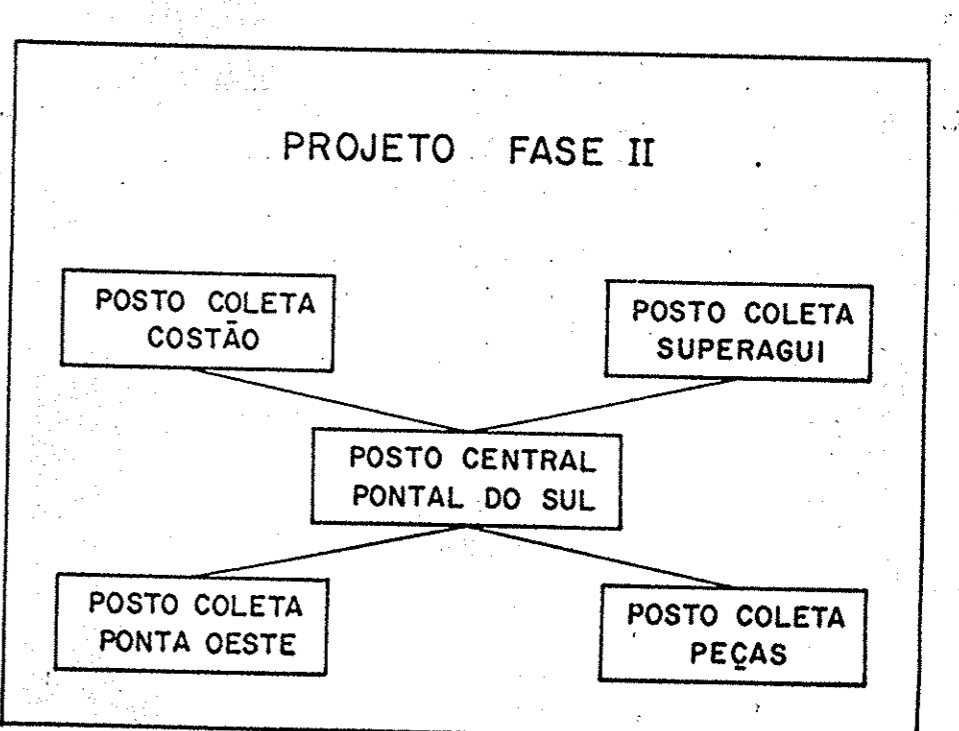 PROJETO FASE II
POSTO COLETA
COSTÃO
POSTO COLETA
SUPERAGUI
POSTO CENTRAL
PONTAL DO SUL
POSTO COLETA
PONTA OESTE
POSTO COLETA
PEÇAS